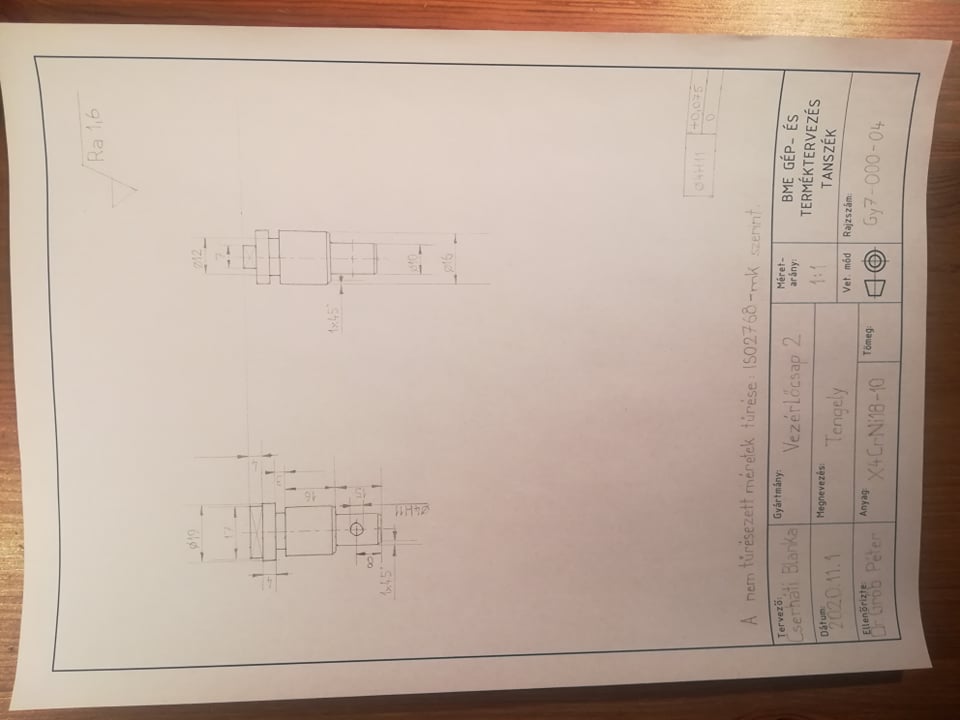 Ra 1,6
Ø19
17
4
4
3
16
15
8
1x45°
Ø4H11
Ø12
7
1x45°
Ø10
Ø16
Ø4H11
+0,075
0
A nem tűrésezett méretek tűrése: ISO2768-mk szerint.
Tervező:
Cserháti Blanka
Gyártmány:
Vezérlőcsap 2
Méret-
arány:
1:1
BME GÉP- ÉS
TERMÉKTERVEZÉS
TANSZÉK
Dátum:
2020.11.1
Megnevezés:
Tengely
Vet. mód
Rajzszám:
Gy7-000-04
Ellenőrizte:
Dr Grőb Péter
Anyag:
X4CrNi18-10
Tömeg: